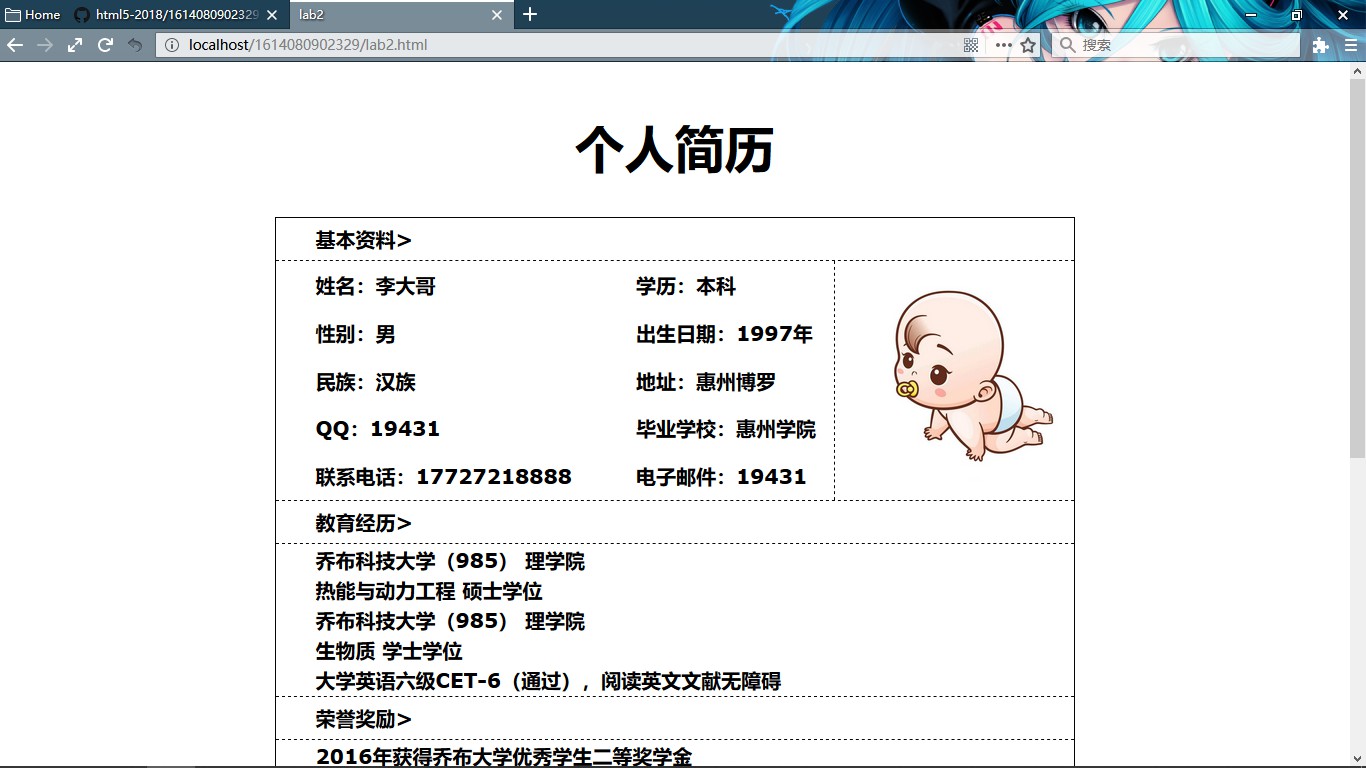 Home
html5-2018/1614080902329
lab2
localhost/1614080902329/lab2.html
搜索
个人简历
基本资料>
姓名：李大哥 学历：本科
性别：男 出生日期：1997年
民族：汉族 地址：惠州博罗
QQ：19431 毕业学校：惠州学院
联系电话：17727218888 电子邮件：19431
教育经历>
乔布科技大学（985） 理学院
热能与动力工程 硕士学位
乔布科技大学（985） 理学院
生物质 学士学位
大学英语六级CET-6（通过），阅读英文文献无障碍
荣誉奖励>
2016年获得乔布大学优秀学生二等奖学金